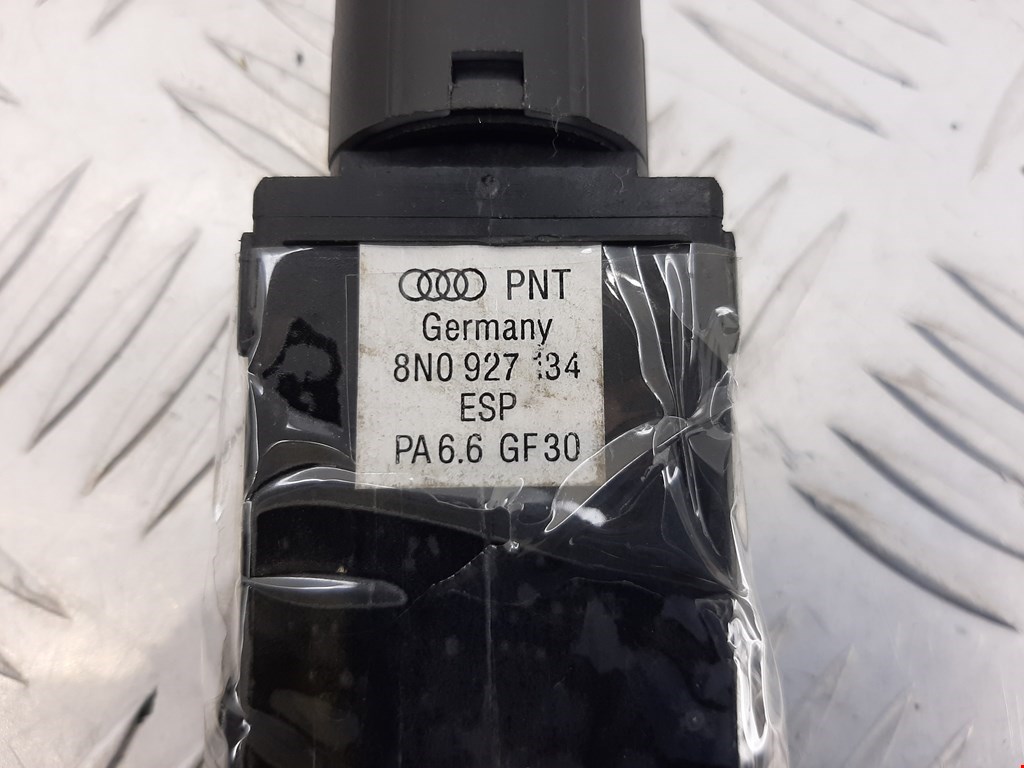 PNT
Germany
8N0 927 134
ESP
PA6.6 GF30